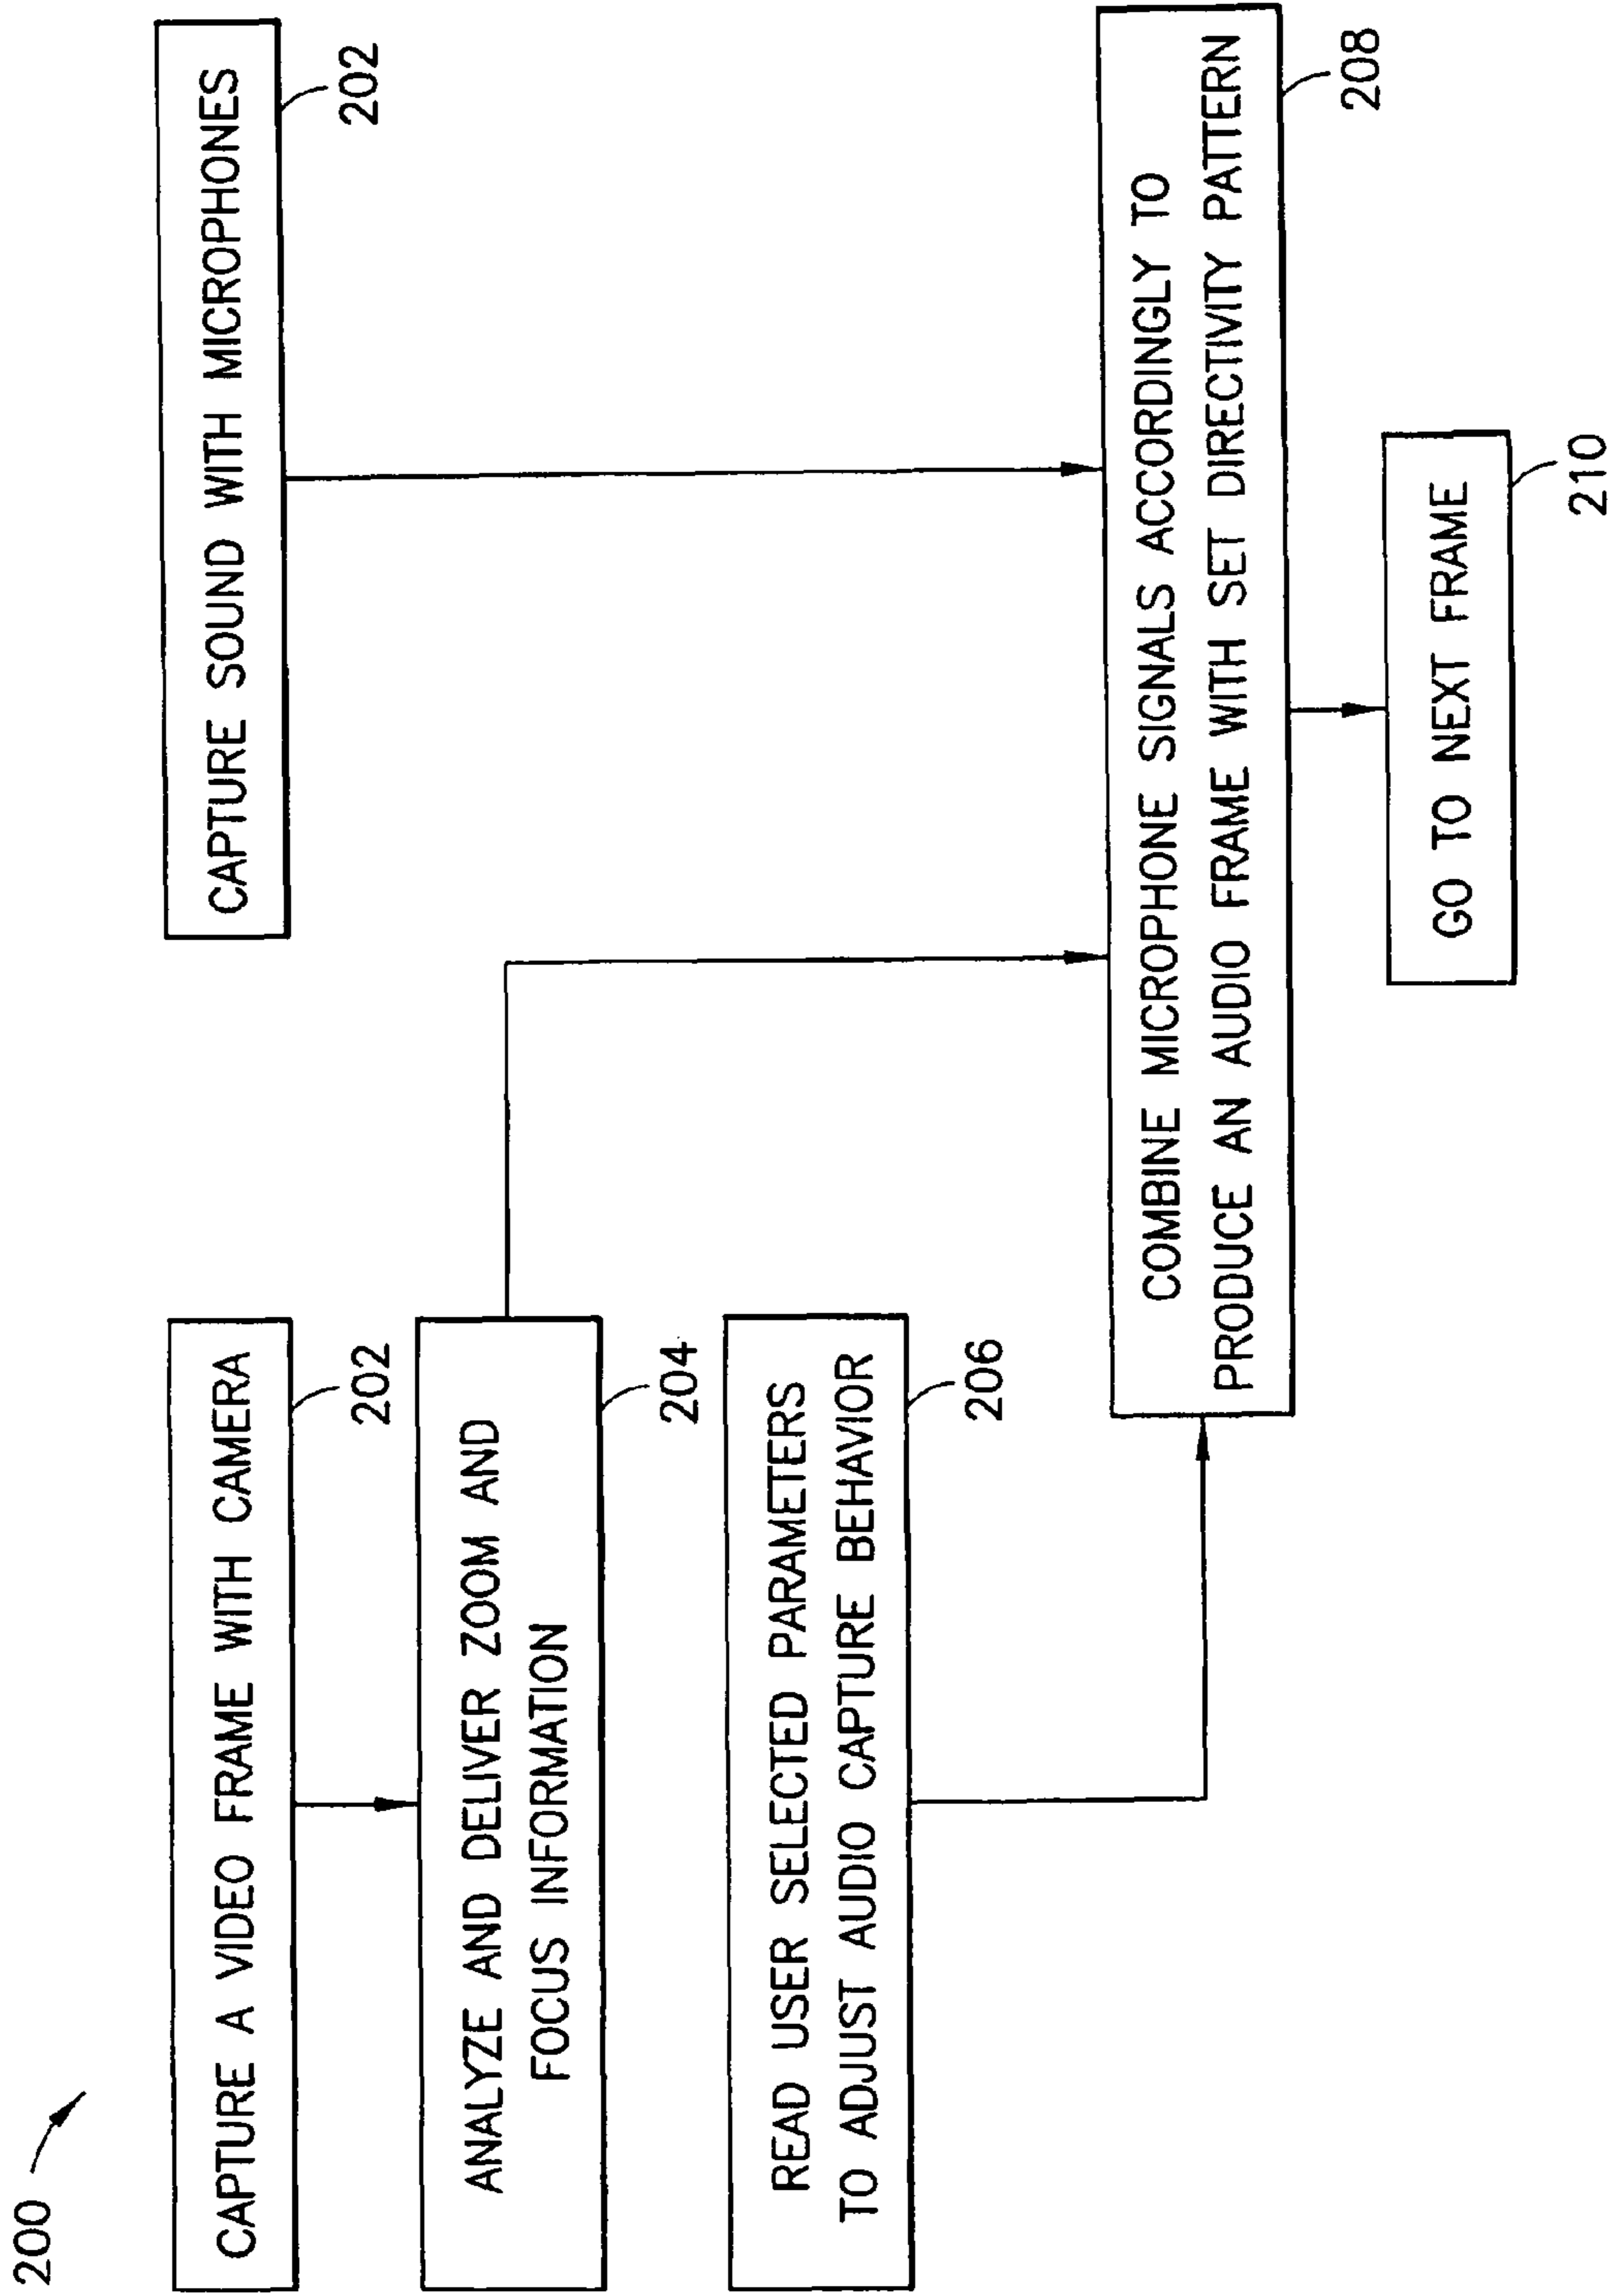 200
CAPTURE A VIDEO FRAME WITH CAMERA
202
CAPTURE SOUND WITH MICROPHONES
202
ANALYZE AND DELIVER ZOOM AND
FOCUS INFORMATION
204
READ USER SELECTED PARAMETERS
TO ADJUST AUDIO CAPTURE BEHAVIOR
206
COMBINE MICROPHONE SIGNALS ACCORDINGLY TO
PRODUCE AN AUDIO FRAME WITH SET DIRECTIVITY PATTERN
208
GO TO NEXT FRAME
210